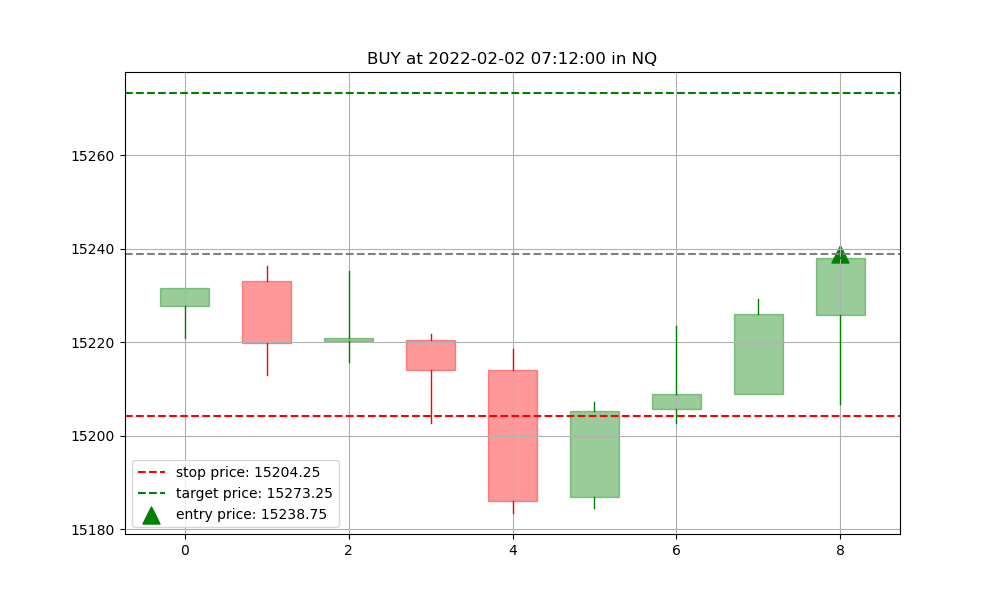 BUY at 2022-02-02 07:12:00 in NQ
15260
15240
15220
15200
15180
stop price: 15204.25
target price: 15273.25
entry price: 15238.75
0 2 4 6 8